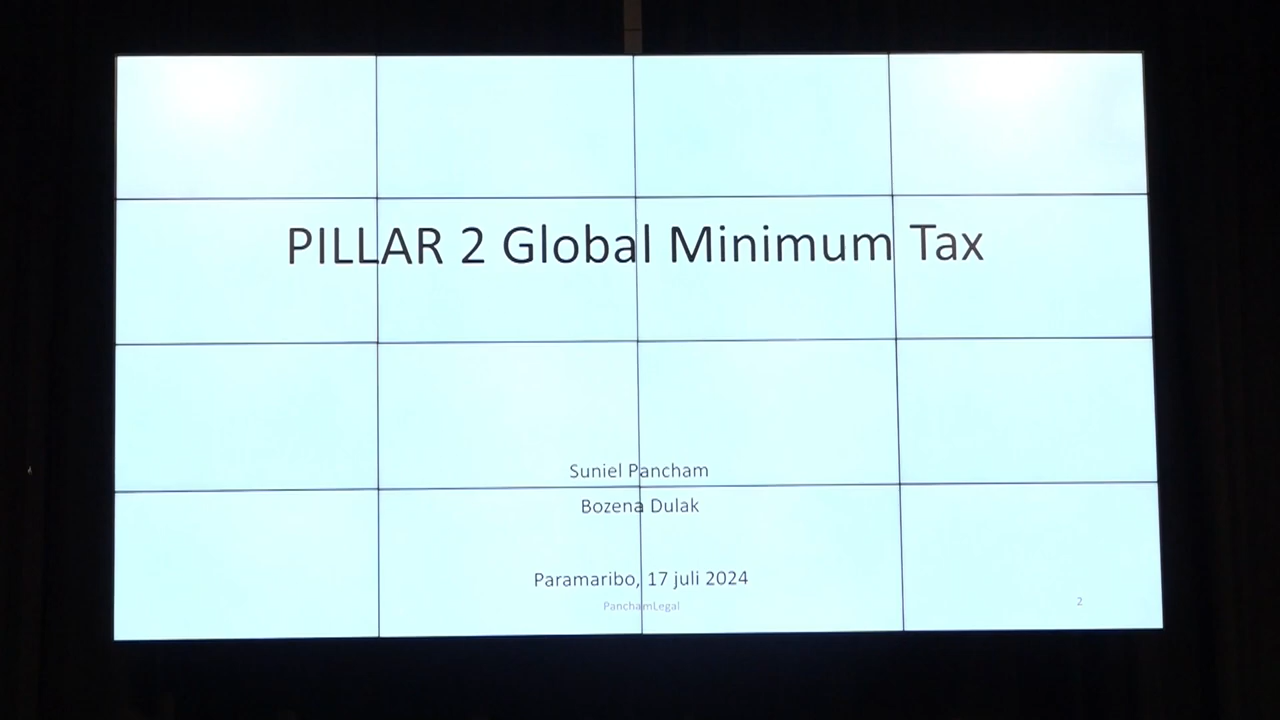 PILLAR 2 Global Minimum Tax
Suniel Pancham
Bozena Dulak
Paramaribo, 17 juli 2024
PanchamLegal
2